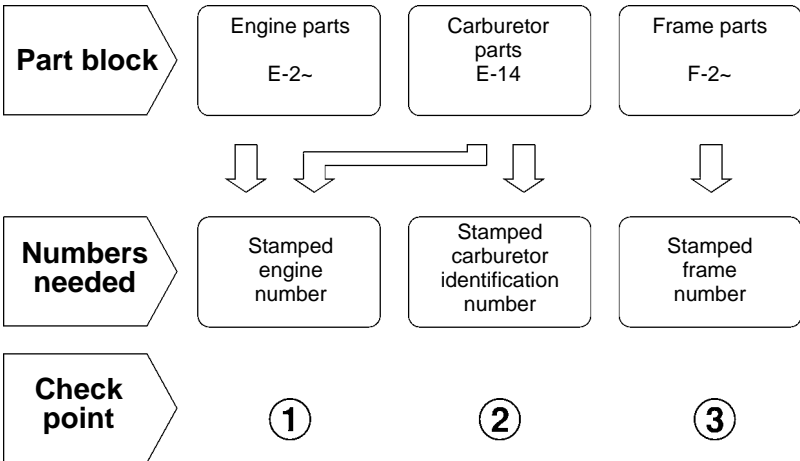 Part block
Engine parts
E-2~
Carburetor
parts
E-14
Frame parts
F-2~
Numbers
needed
Stamped
engine
number
Stamped
carburetor
identification
number
Stamped
frame
number
Check
point
①
②
③